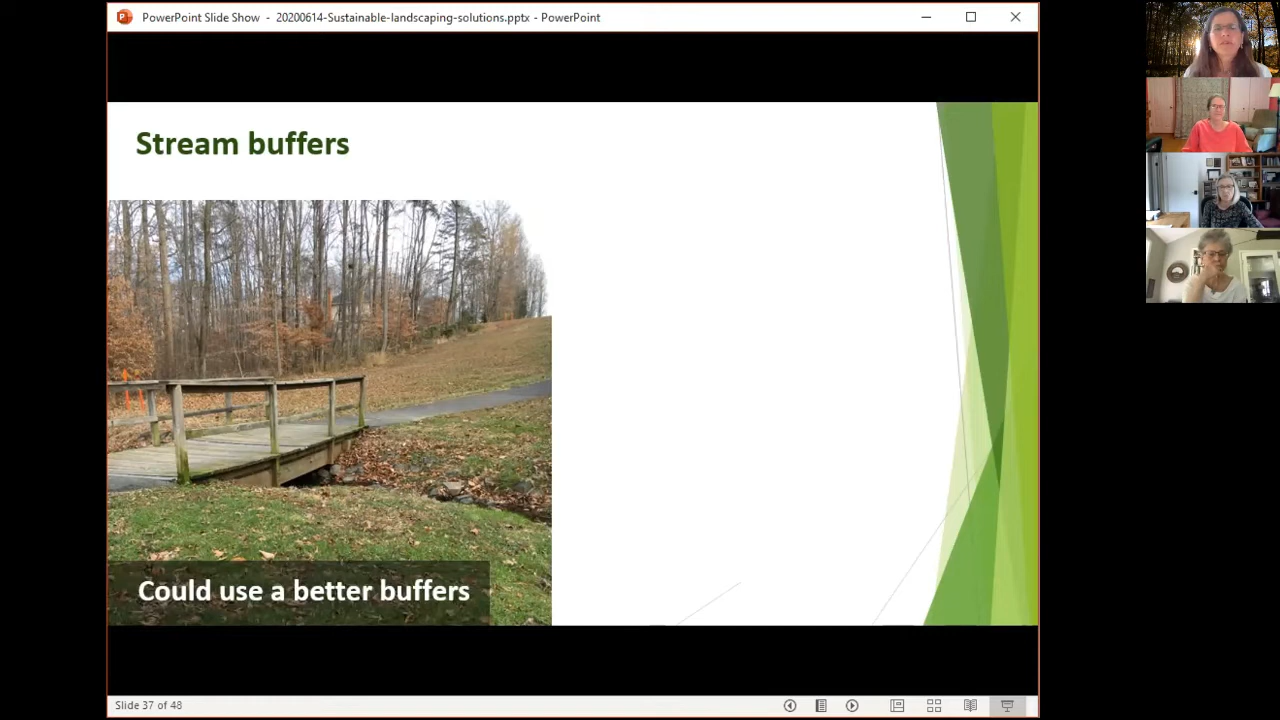 PowerPoint Slide Show - 20200614-Sustainable-landscaping-solutions.pptx - PowerPoint
Stream buffers
Could use a better buffers
Slide 37 of 48